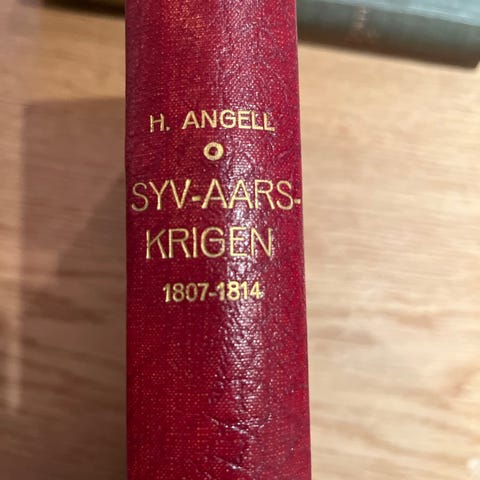 H. ANGELL
SYV-AARS-
KRIGEN
1807-1814